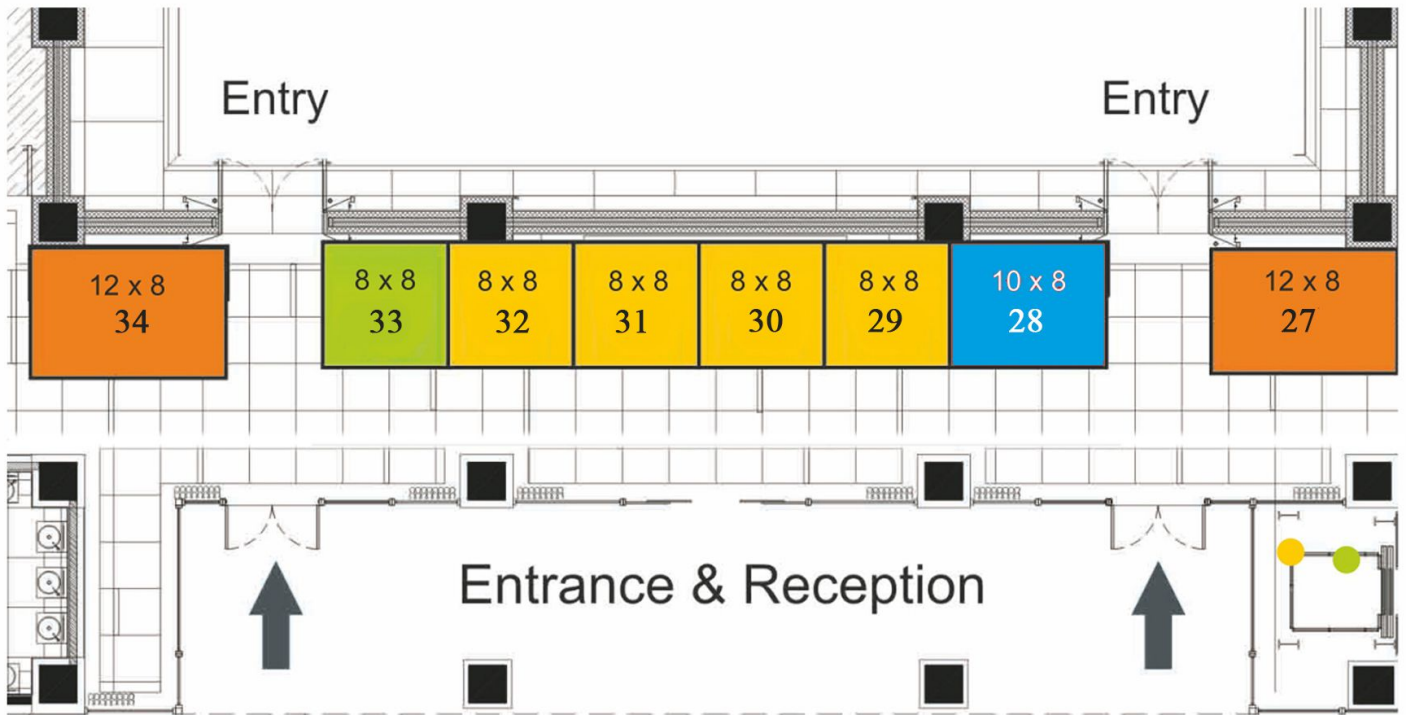 Entry
Entry
12 x 8
34
8 x 8
33
8 x 8
32
8 x 8
31
8 x 8
30
8 x 8
29
10 x 8
28
12 x 8
27
Entrance & Reception